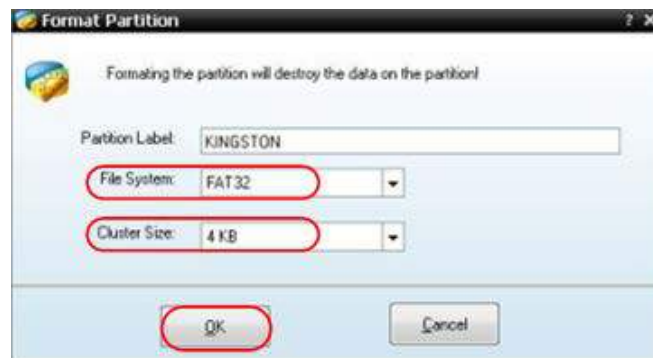 Format Partition ? X
Formating the partition will destroy the data on the partition!
Partition Label: KINGSTON
File System: FAT32
Cluster Size: 4 KB
OK Cancel